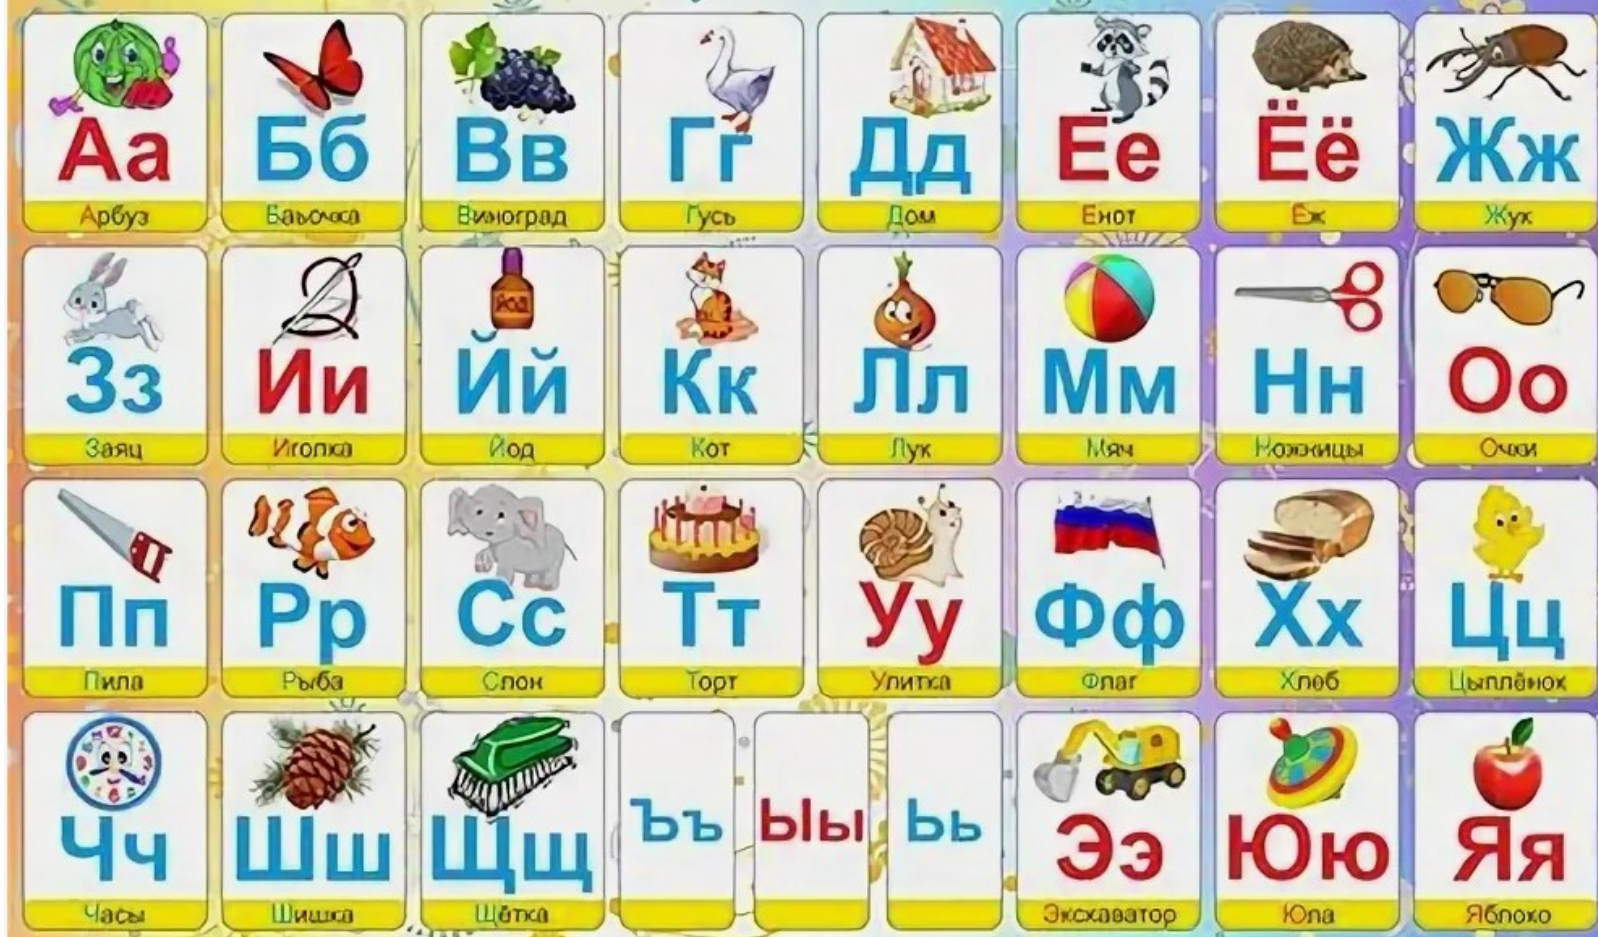 Аа Бб Вв Гг Дд Ее Ёё Жж
Арбуз Бабочка Виноград Гусь Дом Енот Ёж Жук
йод
Зз Ии Йй Кк Лл Мм Нн Оо
Заяц Иголка Йод Кот Лук Мяч Ножницы Очки
Пп Рр Сс Тт Уу Фф Хх Цц
Пила Рыба Слон Торт Улитка Флаг Хлеб Цыплёнок
Чч Шш Щщ Ъъ Ыы Ьь Ээ Юю Яя
Часы Шишка Щётка Экскаватор Юла Яблоко